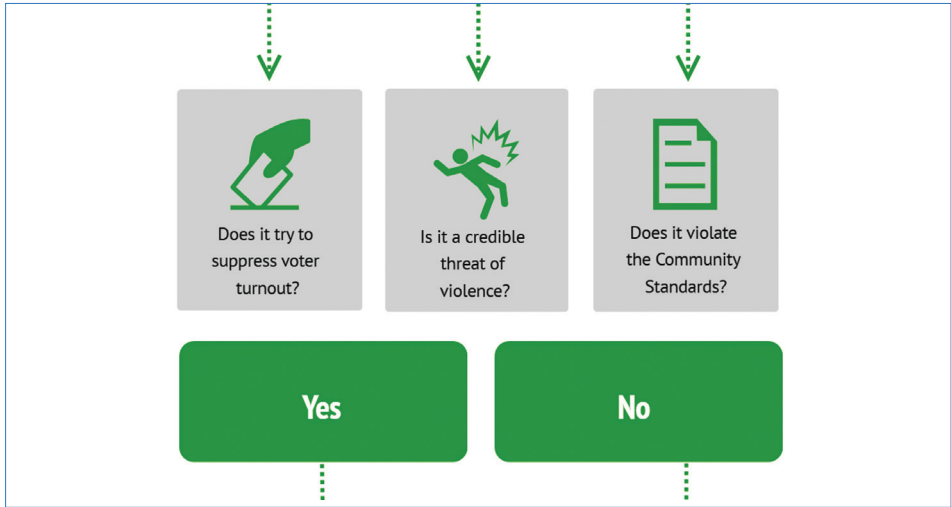 Does it try to
suppress voter
turnout?
Is it a credible
threat of
violence?
Does it violate
the Community
Standards?
Yes
No